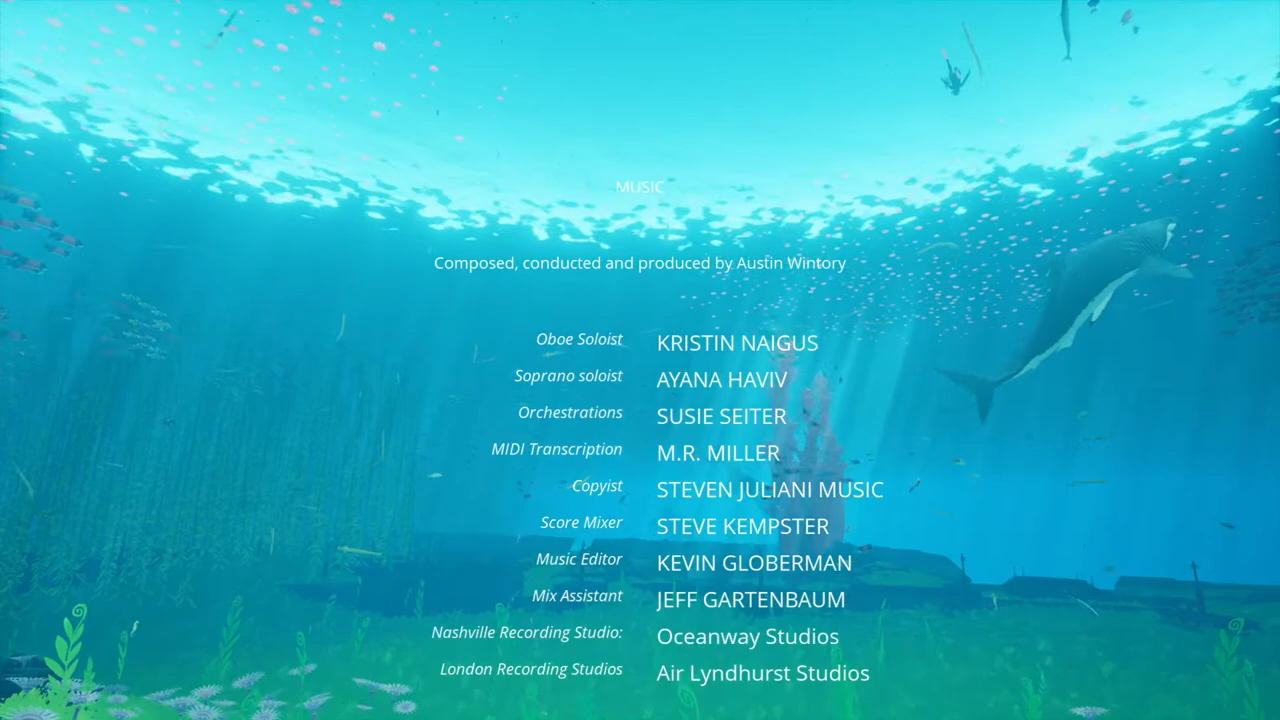 MUSIC
Composed, conducted and produced by Austin Wintory
Oboe Soloist KRISTIN NAIGUS
Soprano soloist AYANA HAVIV
Orchestrations SUSIE SEITER
MIDI Transcription M.R. MILLER
Copyist STEVEN JULIANI MUSIC
Score Mixer STEVE KEMPSTER
Music Editor KEVIN GLOBERMAN
Mix Assistant JEFF GARTENBAUM
Nashville Recording Studio: Oceanway Studios
London Recording Studios Air Lyndhurst Studios